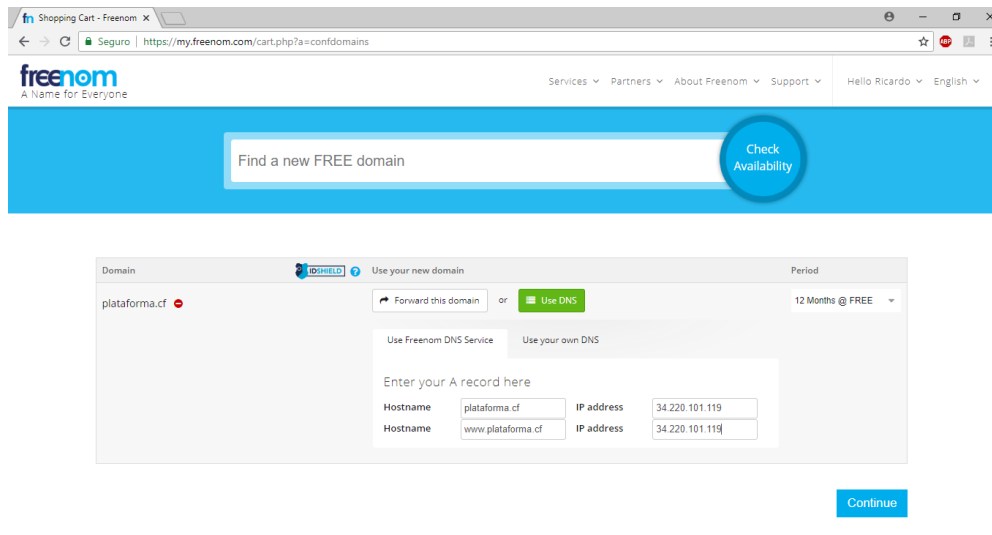 fn Shopping Cart - Freenom
Seguro | https://my.freenom.com/cart.php?a=confdomains
ABP
freenom
A Name for Everyone
Services Partners About Freenom Support Hello Ricardo English
Find a new FREE domain
Check
Availability
Domain IDSHIELD ? Use your new domain Period
plataforma.cf Forward this domain or Use DNS 12 Months @ FREE
Use Freenom DNS Service Use your own DNS
Enter your A record here
Hostname plataforma.cf IP address 34.220.101.119
Hostname www.plataforma.cf IP address 34.220.101.119
Continue